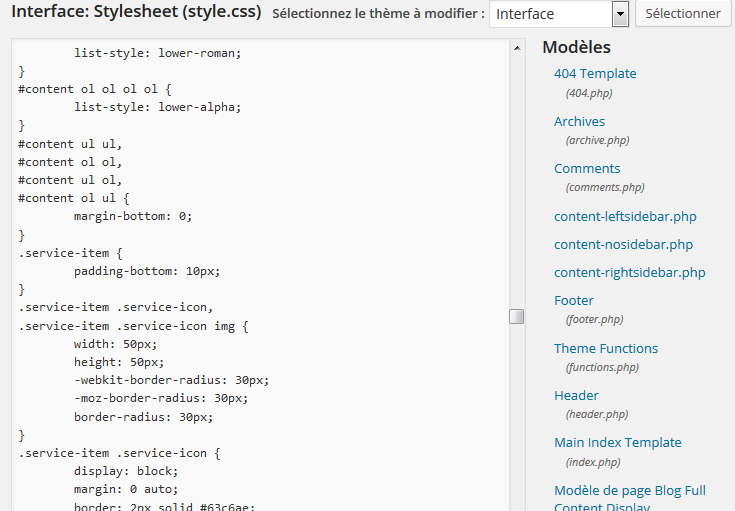 Interface: Stylesheet (style.css) Sélectionnez le thème à modifier : Interface Sélectionner
list-style: lower-roman;
}
#content ol ol ol ol {
list-style: lower-alpha;
}
#content ul ul,
#content ol ol,
#content ul ol,
#content ol ul {
margin-bottom: 0;
}
.service-item {
padding-bottom: 10px;
}
.service-item .service-icon,
.service-item .service-icon img {
width: 50px;
height: 50px;
-webkit-border-radius: 30px;
-moz-border-radius: 30px;
border-radius: 30px;
}
.service-item .service-icon {
display: block;
margin: 0 auto;
border: 2px solid #63c6ae;
Modèles
404 Template
(404.php)
Archives
(archive.php)
Comments
(comments.php)
content-leftsidebar.php
content-nosidebar.php
content-rightsidebar.php
Footer
(footer.php)
Theme Functions
(functions.php)
Header
(header.php)
Main Index Template
(index.php)
Modèle de page Blog Full
Content Display